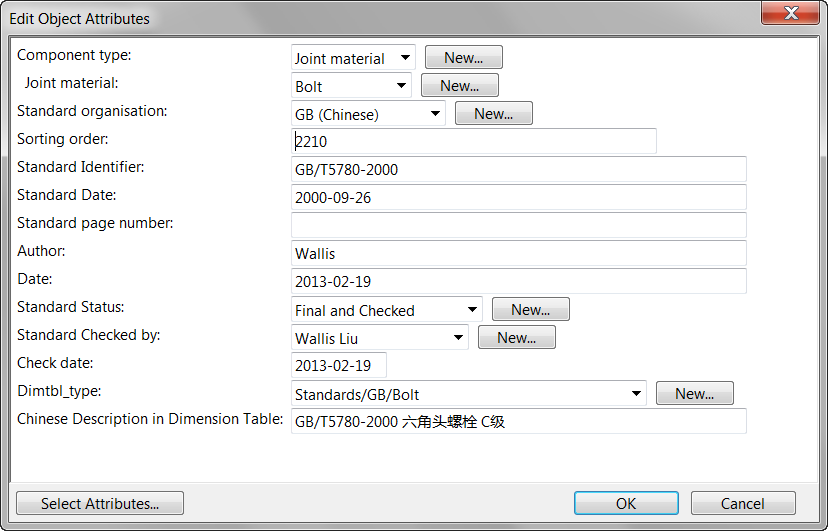 Edit Object Attributes
Component type: Joint material New...
Joint material: Bolt New...
Standard organisation: GB (Chinese) New...
Sorting order: 2210
Standard Identifier: GB/T5780-2000
Standard Date: 2000-09-26
Standard page number:
Author: Wallis
Date: 2013-02-19
Standard Status: Final and Checked New...
Standard Checked by: Wallis Liu New...
Check date: 2013-02-19
Dimtbl_type: Standards/GB/Bolt New...
Chinese Description in Dimension Table: GB/T5780-2000 六角头螺栓 C级
Select Attributes... OK Cancel